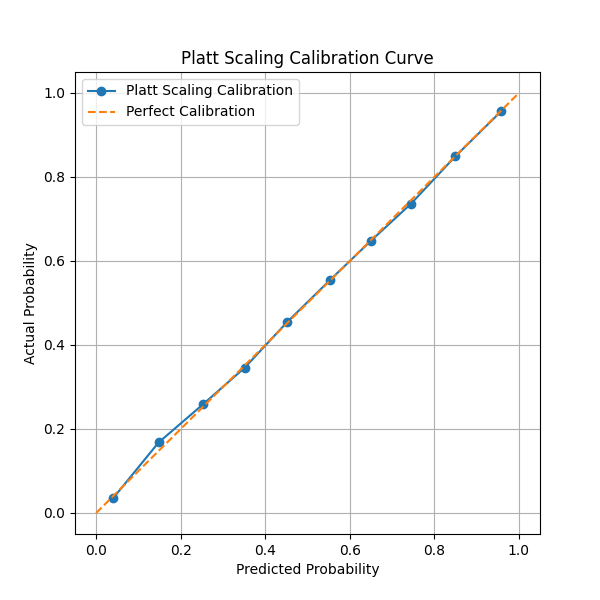 Platt Scaling Calibration Curve
Platt Scaling Calibration
Perfect Calibration
1.0
0.8
0.6
0.4
0.2
0.0
Actual Probability
0.0 0.2 0.4 0.6 0.8 1.0
Predicted Probability